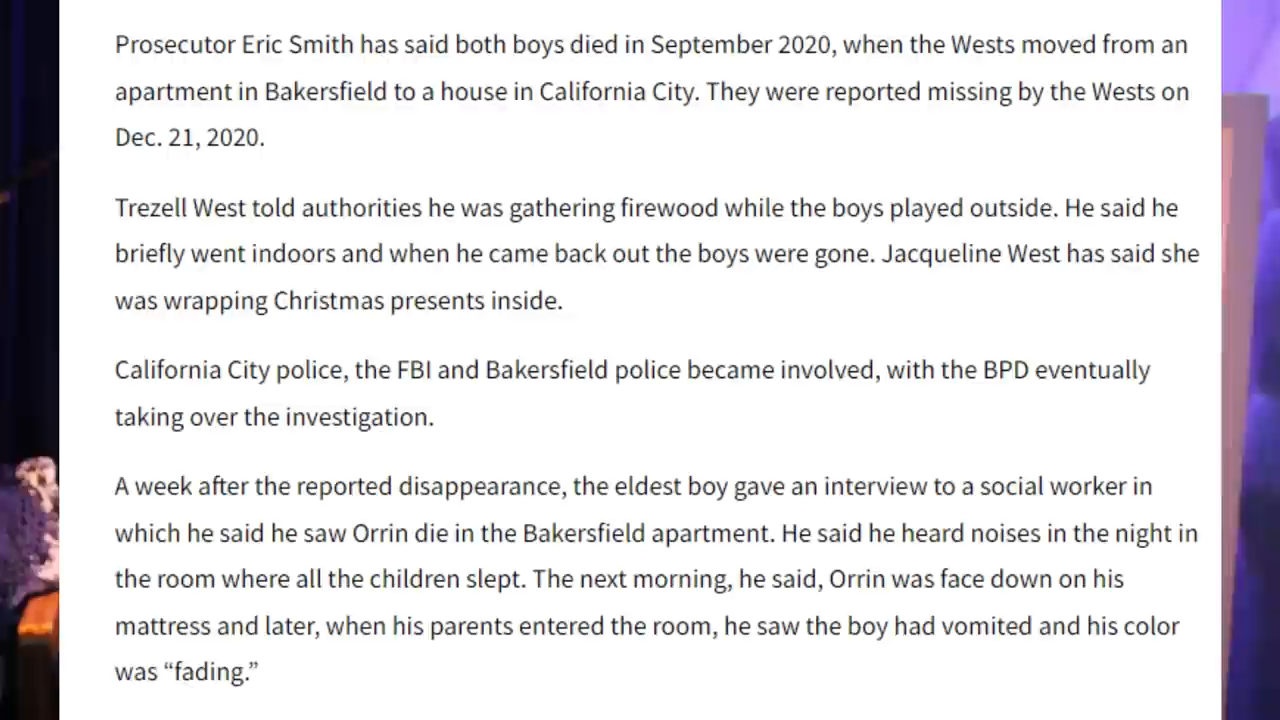 Prosecutor Eric Smith has said both boys died in September 2020, when the Wests moved from an
apartment in Bakersfield to a house in California City. They were reported missing by the Wests on
Dec. 21, 2020.
Trezell West told authorities he was gathering firewood while the boys played outside. He said he
briefly went indoors and when he came back out the boys were gone. Jacqueline West has said she
was wrapping Christmas presents inside.
California City police, the FBI and Bakersfield police became involved, with the BPD eventually
taking over the investigation.
A week after the reported disappearance, the eldest boy gave an interview to a social worker in
which he said he saw Orrin die in the Bakersfield apartment. He said he heard noises in the night in
the room where all the children slept. The next morning, he said, Orrin was face down on his
mattress and later, when his parents entered the room, he saw the boy had vomited and his color
was “fading.”